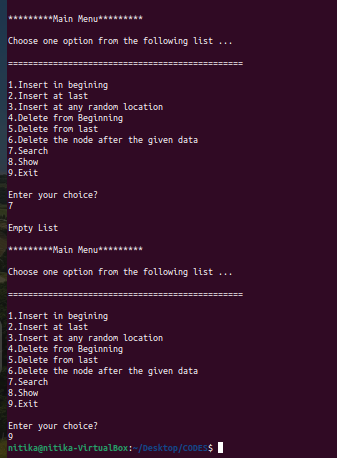 *********Main Menu*********
Choose one option from the following list ...
===============================================
1.Insert in begining
2.Insert at last
3.Insert at any random location
4.Delete from Beginning
5.Delete from last
6.Delete the node after the given data
7.Search
8.Show
9.Exit
Enter your choice?
7
Empty List
*********Main Menu*********
Choose one option from the following list ...
===============================================
1.Insert in begining
2.Insert at last
3.Insert at any random location
4.Delete from Beginning
5.Delete from last
6.Delete the node after the given data
7.Search
8.Show
9.Exit
Enter your choice?
9
nitika@nitika-VirtualBox:~/Desktop/CODES$